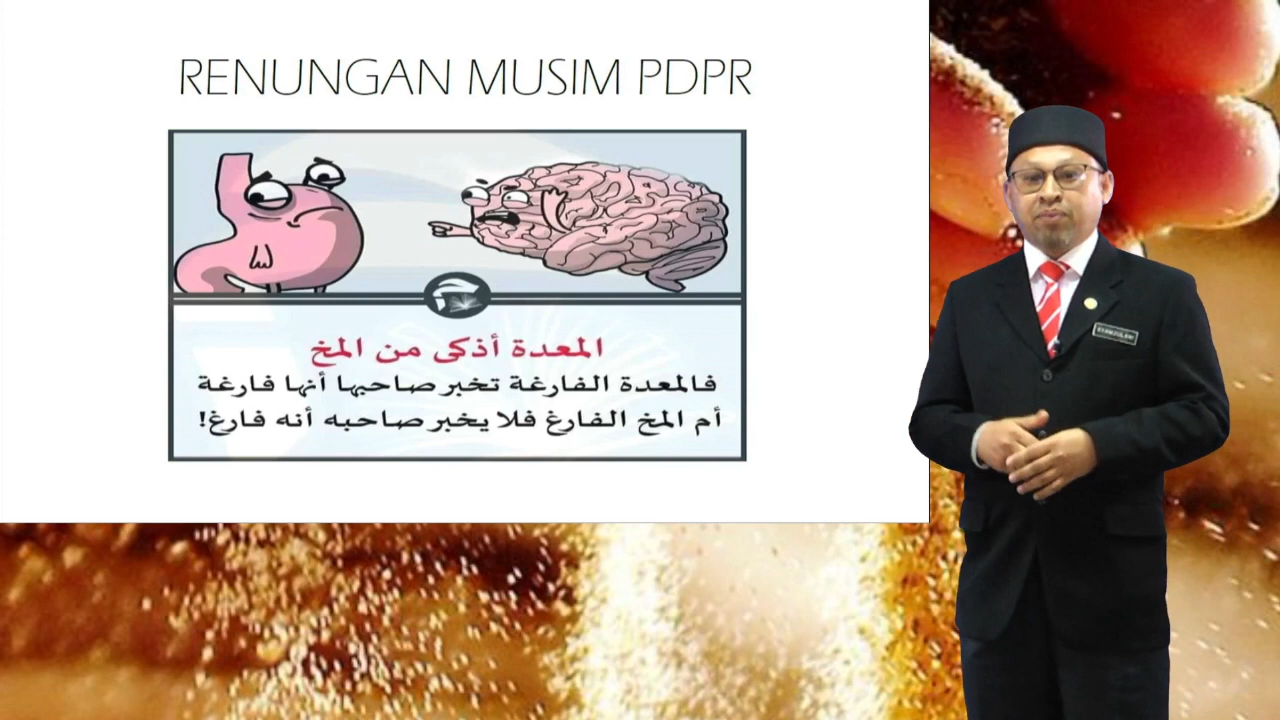 RENUNGAN MUSIM PDPR
المعدة أذكى من المخ
فالمعدة الفارغة تخبر صاحبها أنها فارغة
أم المخ الفارغ فلا يخبر صاحبه أنه فارغ!